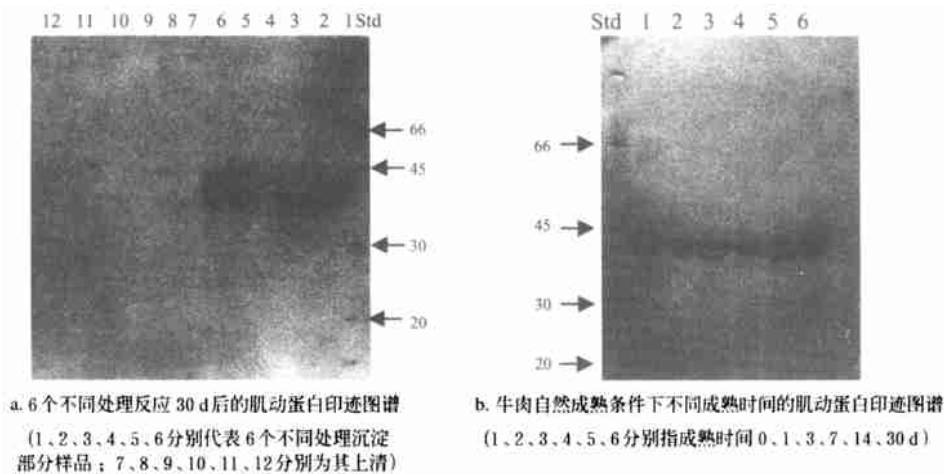 12 11 10 9 8 7 6 5 4 3 2 1 Std
66
45
30
20
a. 6个不同处理反应 30 d后的肌动蛋白印迹图谱
(1、2、3、4、5、6分别代表6个不同处理沉淀
部分样品；7、8、9、10、11、12分别为其上清)
Std 1 2 3 4 5 6
66
45
30
20
b. 牛肉自然成熟条件下不同成熟时间的肌动蛋白印迹图谱
(1、2、3、4、5、6分别指成熟时间 0、1、3、7、14、30 d)